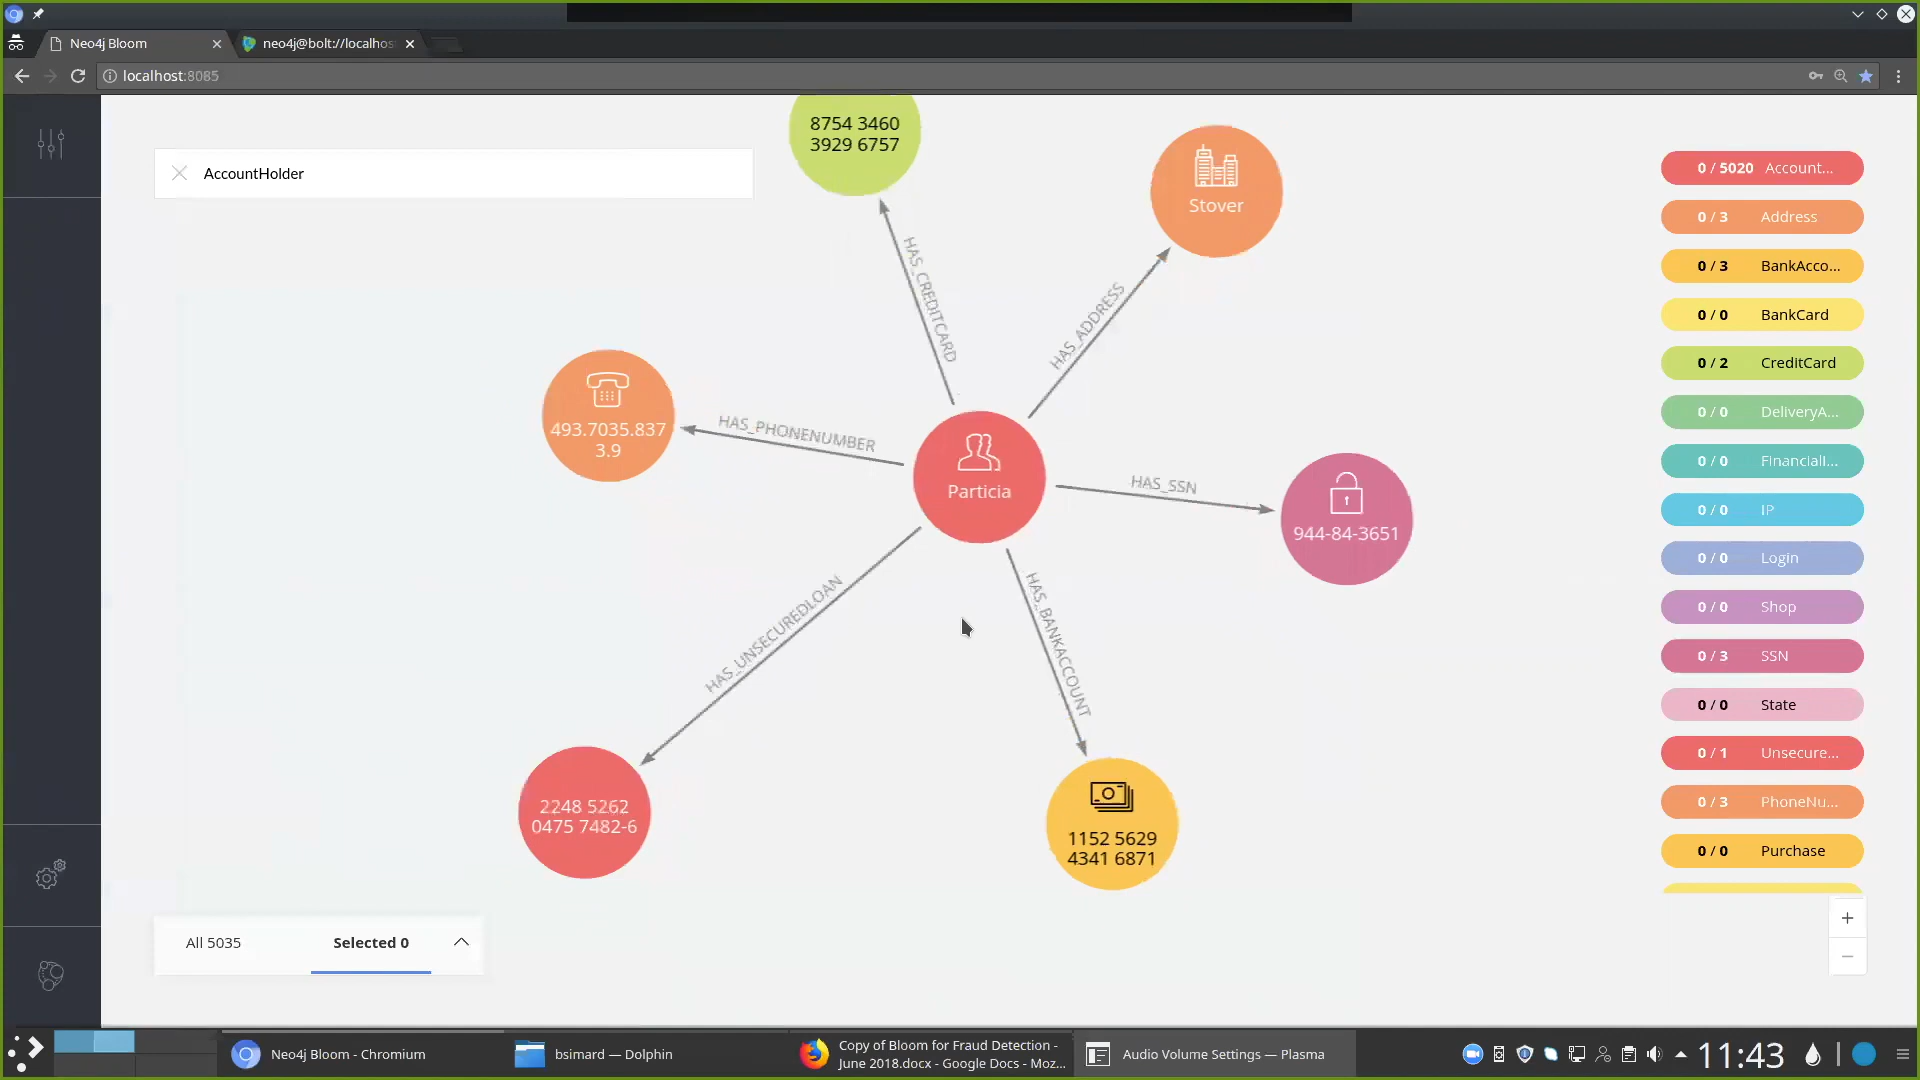 Neo4j Bloom
neo4j@bolt://localhos
localhost:8085
AccountHolder
8754 3460
3929 6757
Stover
HAS_CREDITCARD
HAS_ADDRESS
493.7035.837
3.9
HAS_PHONENUMBER
Particia
HAS_SSN
944-84-3651
HAS_UNSECUREDLOAN
HAS_BANKACCOUNT
2248 5262
0475 7482-6
1152 5629
4341 6871
0 / 5020 Account...
0 / 3 Address
0 / 3 BankAcco...
0 / 0 BankCard
0 / 2 CreditCard
0 / 0 DeliveryA...
0 / 0 FinancialI...
0 / 0 IP
0 / 0 Login
0 / 0 Shop
0 / 3 SSN
0 / 0 State
0 / 1 Unsecure...
0 / 3 PhoneNu...
0 / 0 Purchase
All 5035
Selected 0
Neo4j Bloom - Chromium
bsimard — Dolphin
Copy of Bloom for Fraud Detection -
June 2018.docx - Google Docs - Moz...
Audio Volume Settings — Plasma
11:43